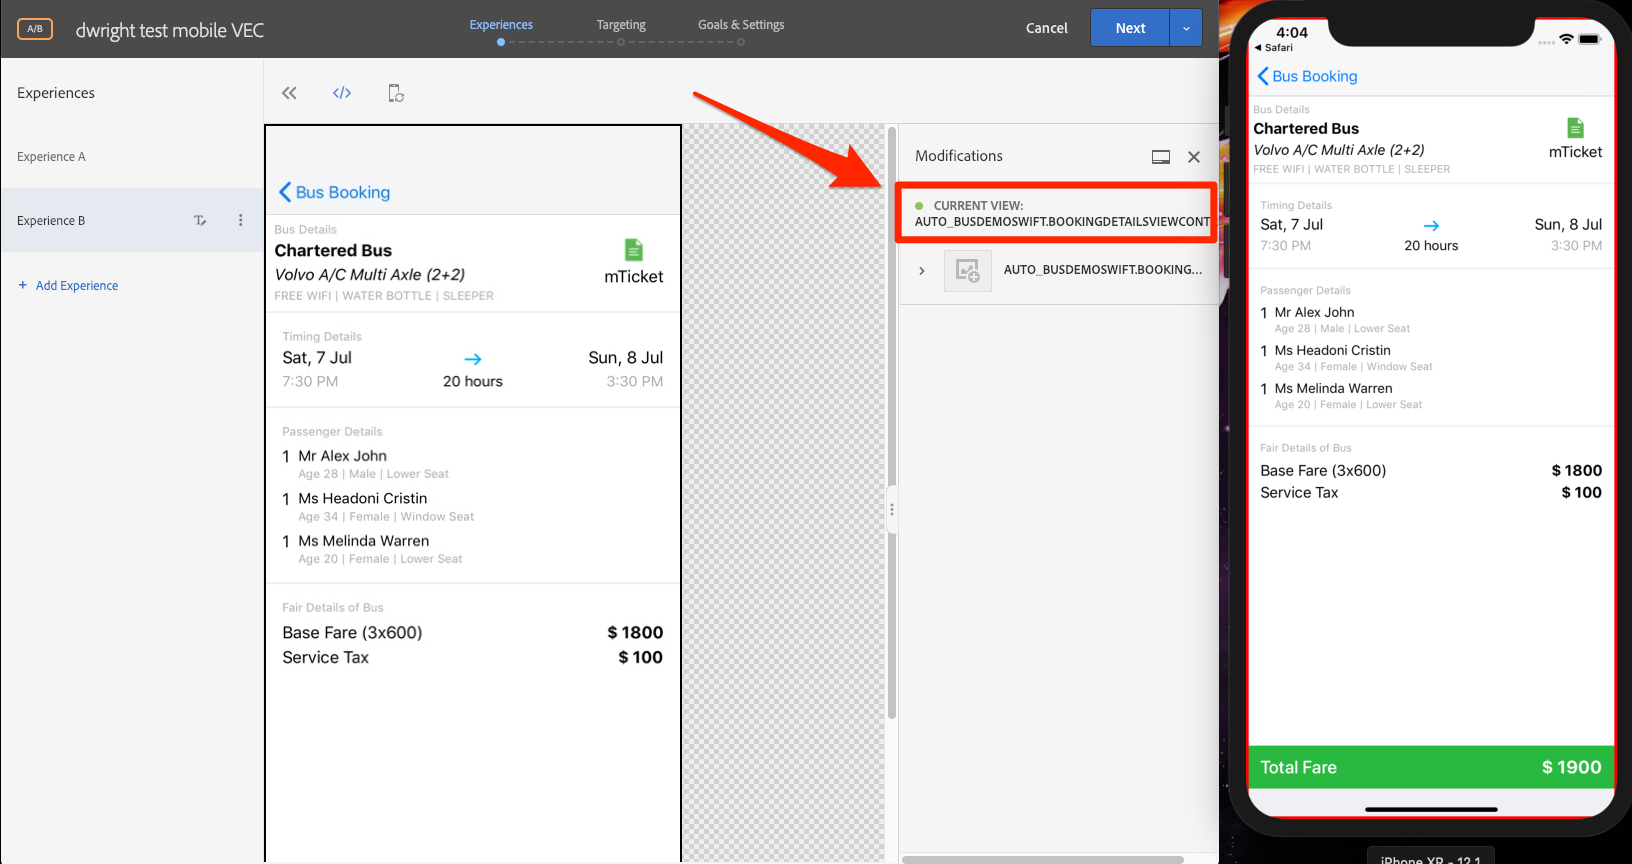 A/B
dwright test mobile VEC
Experiences
Targeting
Goals & Settings
Cancel
Next
Experiences
Experience A
Experience B
+ Add Experience
Bus Booking
Bus Details
Chartered Bus
Volvo A/C Multi Axle (2+2)
mTicket
FREE WIFI | WATER BOTTLE | SLEEPER
Timing Details
Sat, 7 Jul
Sun, 8 Jul
7:30 PM
20 hours
3:30 PM
Passenger Details
1 Mr Alex John
Age 28 | Male | Lower Seat
1 Ms Headoni Cristin
Age 34 | Female | Window Seat
1 Ms Melinda Warren
Age 20 | Female | Lower Seat
Fair Details of Bus
Base Fare (3x600) $ 1800
Service Tax $ 100
Modifications
CURRENT VIEW:
AUTO_BUSDEMOSWIFT.BOOKINGDETAILSVIEWCONT
AUTO_BUSDEMOSWIFT.BOOKING...
4:04
Safari
Bus Booking
Bus Details
Chartered Bus
Volvo A/C Multi Axle (2+2)
mTicket
FREE WIFI | WATER BOTTLE | SLEEPER
Timing Details
Sat, 7 Jul
Sun, 8 Jul
7:30 PM
20 hours
3:30 PM
Passenger Details
1 Mr Alex John
Age 28 | Male | Lower Seat
1 Ms Headoni Cristin
Age 34 | Female | Window Seat
1 Ms Melinda Warren
Age 20 | Female | Lower Seat
Fair Details of Bus
Base Fare (3x600) $ 1800
Service Tax $ 100
Total Fare $ 1900
iPhone XR - 12.1